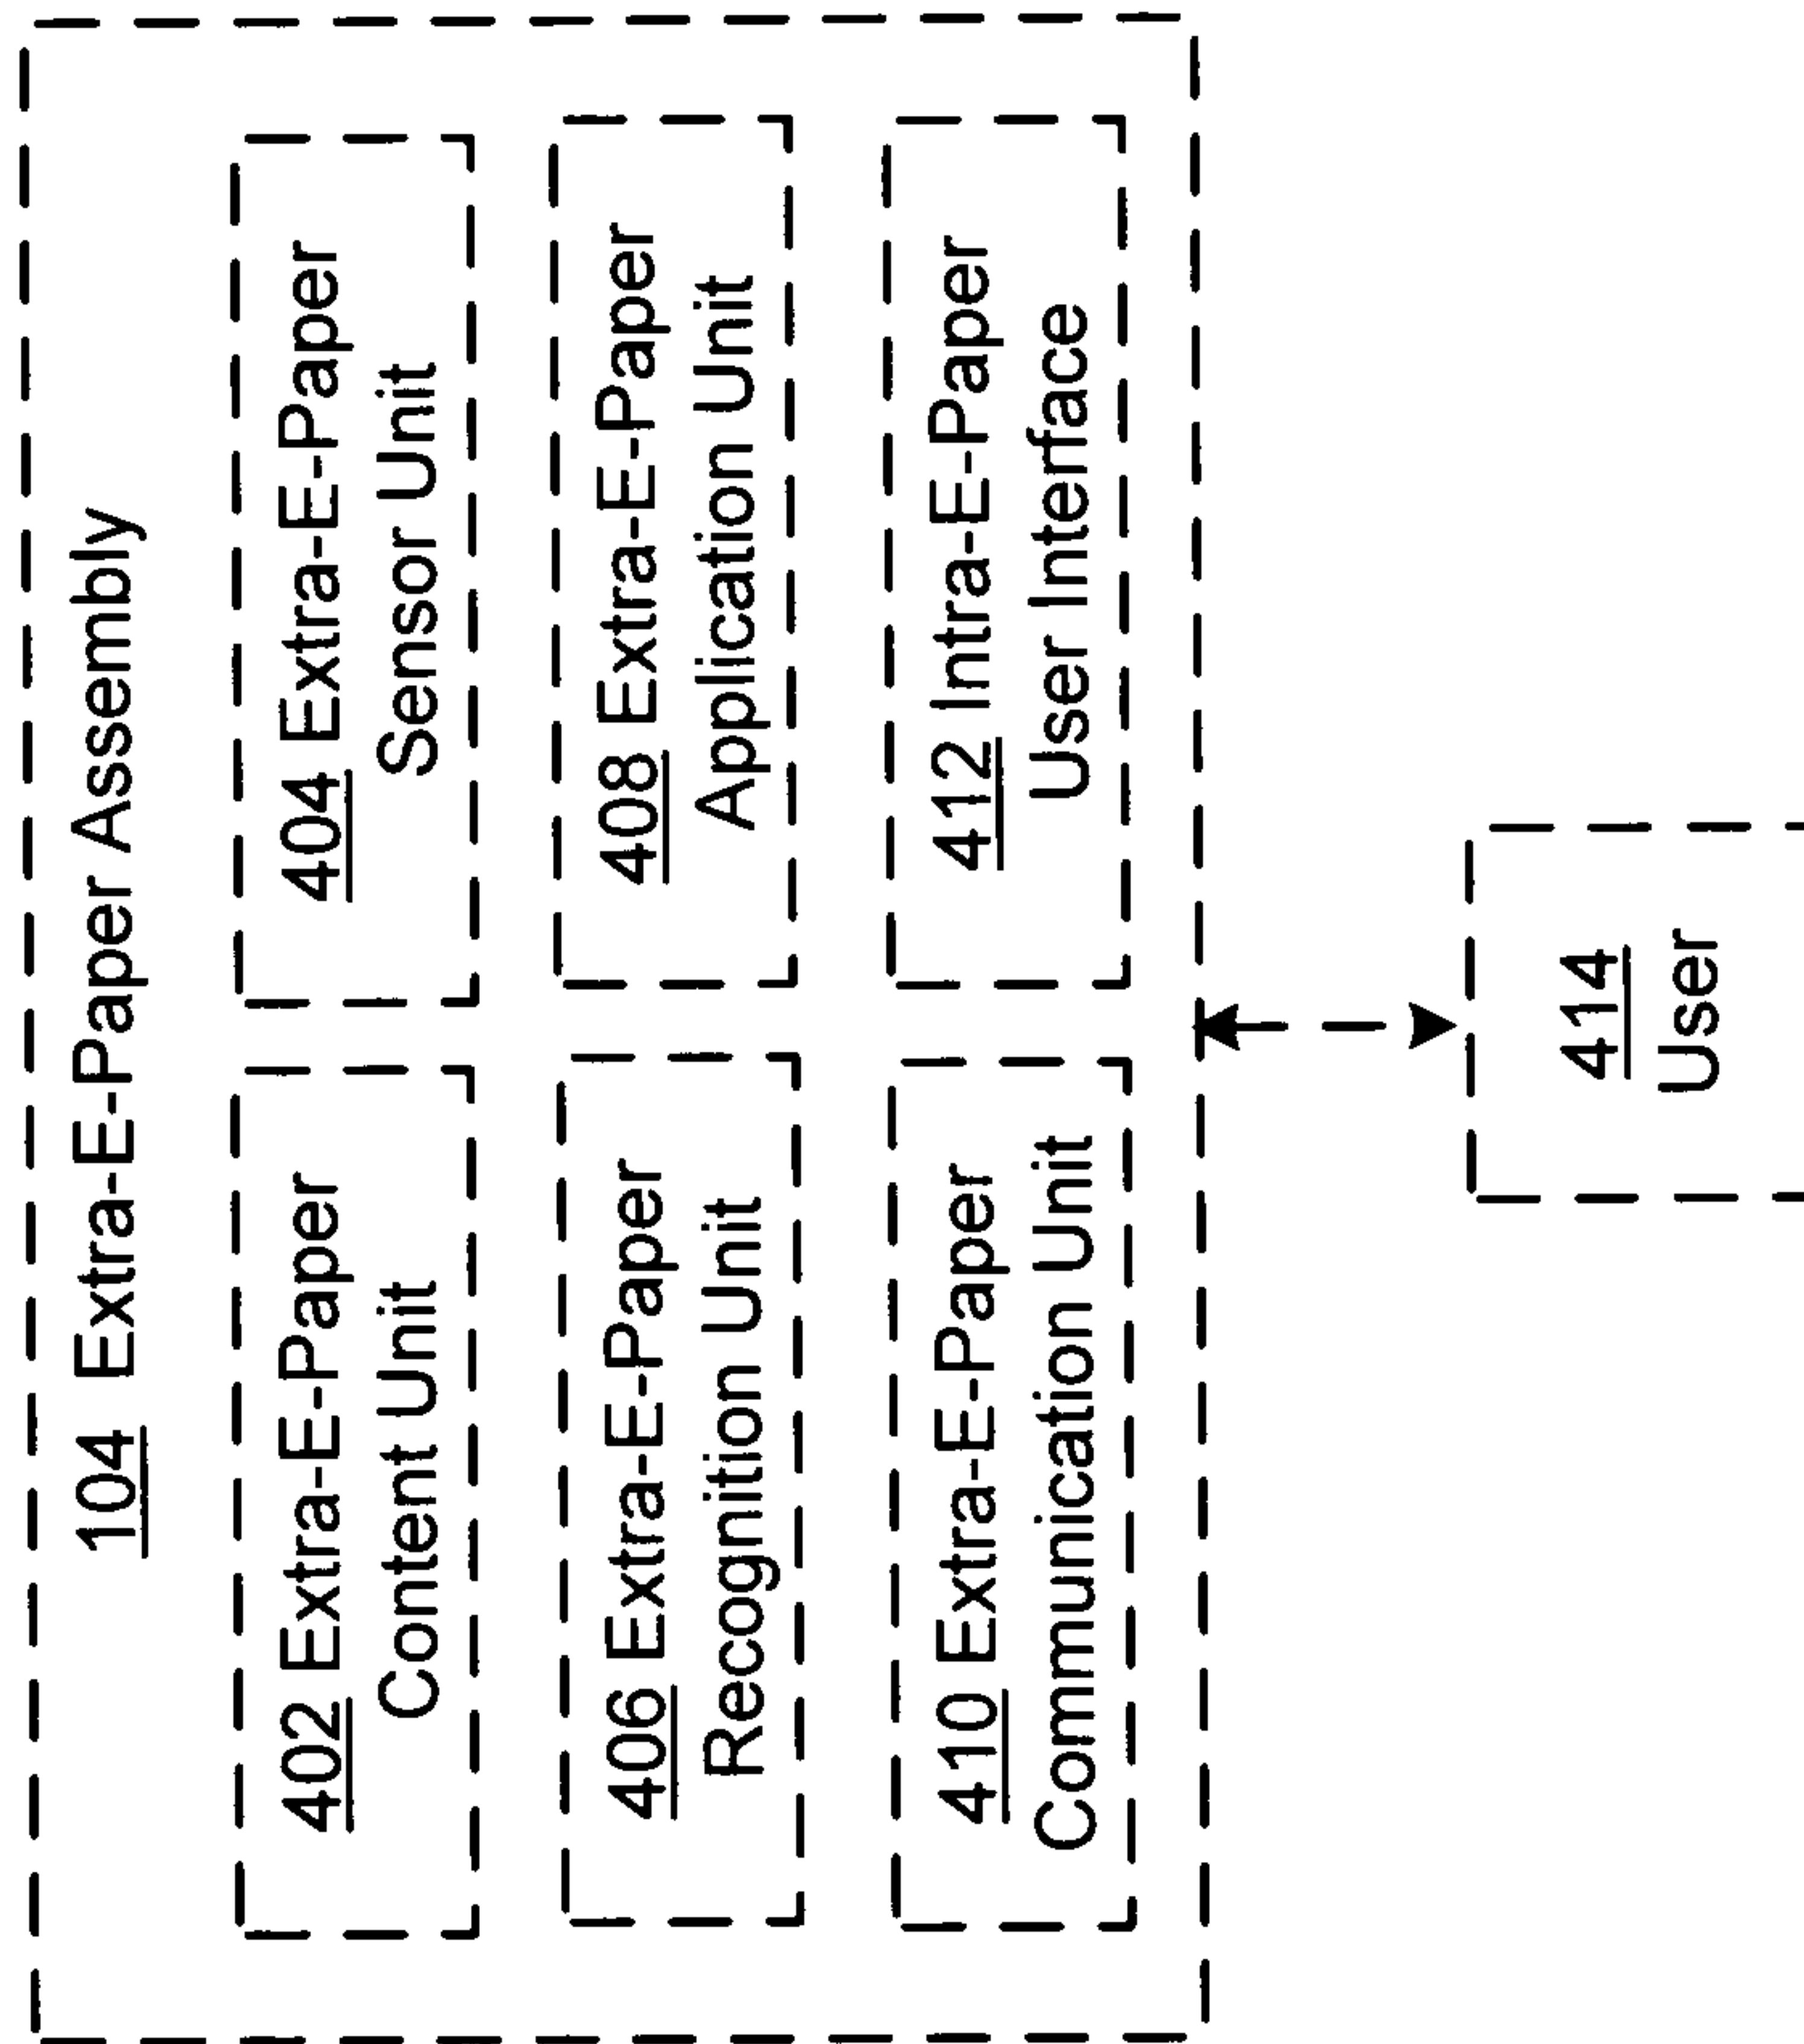 104 Extra-E-Paper Assembly
402 Extra-E-Paper
Content Unit
404 Extra-E-Paper
Sensor Unit
406 Extra-E-Paper
Recognition Unit
408 Extra-E-Paper
Application Unit
410 Extra-E-Paper
Communication Unit
412 Intra-E-Paper
User Interface
414
User